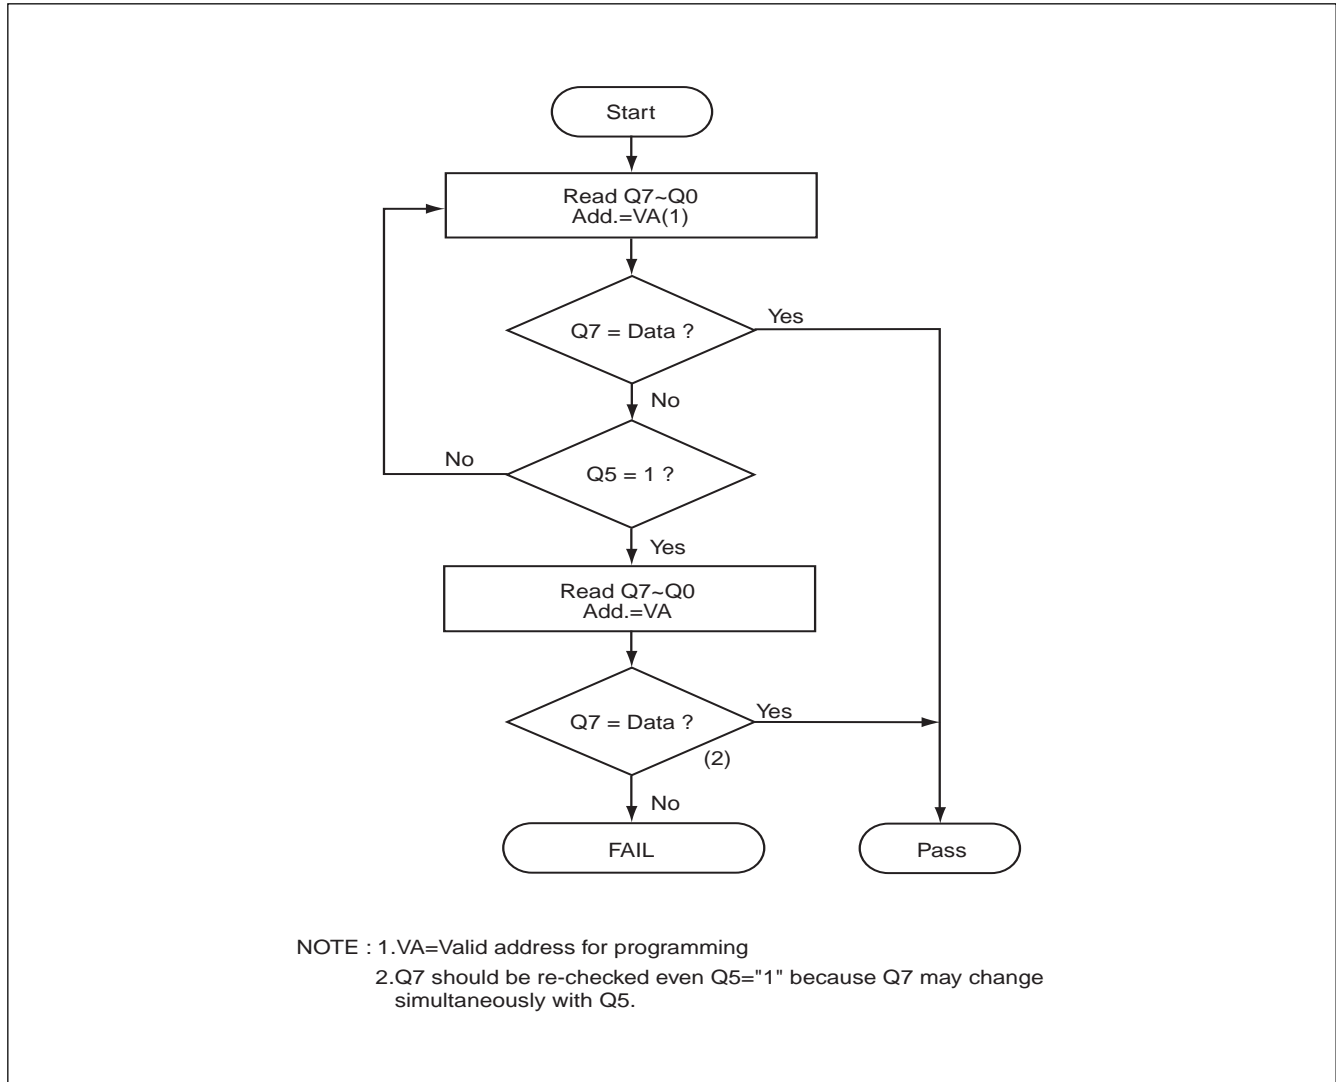 Start
Read Q7~Q0
Add.=VA(1)
Q7 = Data ?
Yes
No
No
Q5 = 1 ?
Yes
Read Q7~Q0
Add.=VA
Q7 = Data ?
Yes
(2)
No
FAIL
Pass
NOTE : 1.VA=Valid address for programming
2.Q7 should be re-checked even Q5="1" because Q7 may change
simultaneously with Q5.